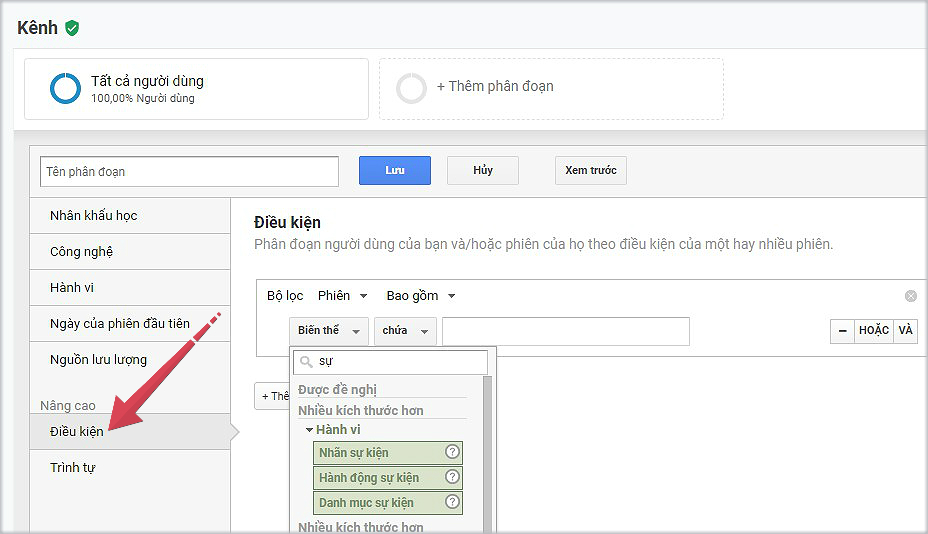 Kênh
Tất cả người dùng
100,00% Người dùng
+ Thêm phân đoạn
Tên phân đoạn
Lưu
Hủy
Xem trước
Nhân khẩu học
Công nghệ
Hành vi
Ngày của phiên đầu tiên
Nguồn lưu lượng
Nâng cao
Điều kiện
Trình tự
Điều kiện
Phân đoạn người dùng của bạn và/hoặc phiên của họ theo điều kiện của một hay nhiều phiên.
Bộ lọc Phiên Bao gồm
Biến thể chứa − HOẶC VÀ
sự
+ Thê
Được đề nghị
Nhiều kích thước hơn
Hành vi
Nhãn sự kiện ?
Hành động sự kiện ?
Danh mục sự kiện ?
Nhiều kích thước hơn